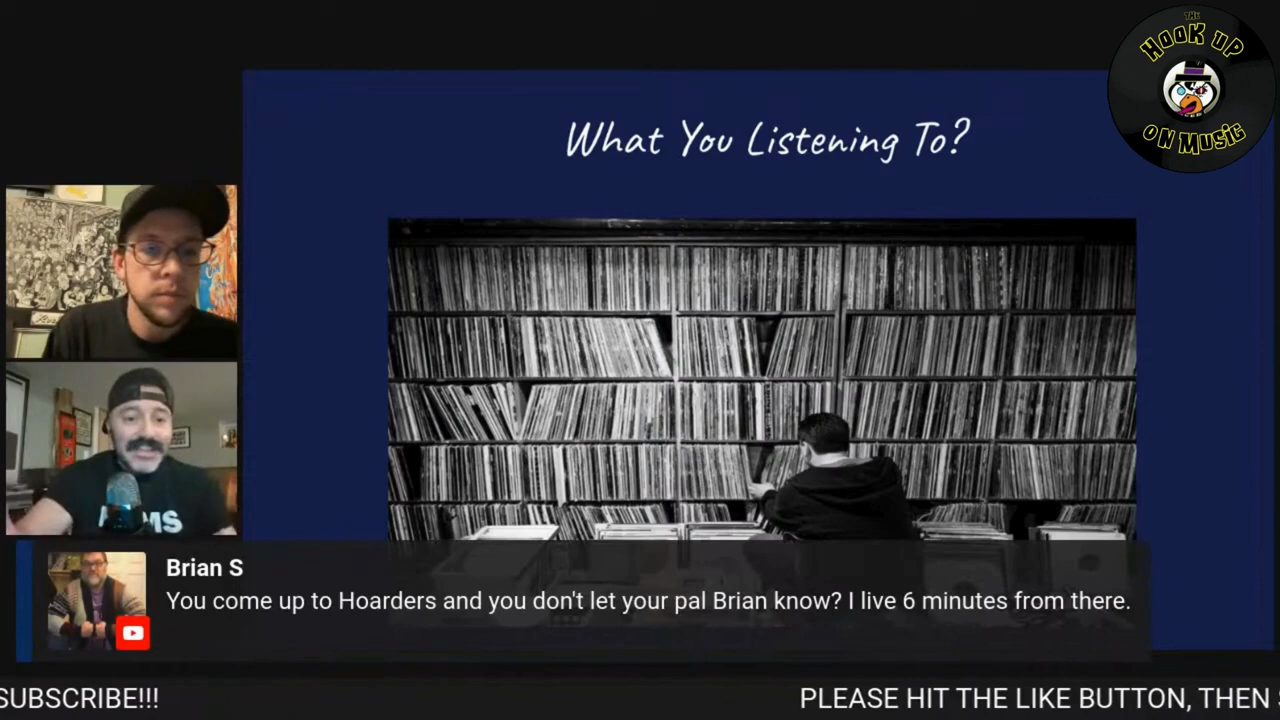 THE
HOOK UP
ON MUSIC
What You Listening To?
Brian S
You come up to Hoarders and you don't let your pal Brian know? I live 6 minutes from there.
SUBSCRIBE!!!
PLEASE HIT THE LIKE BUTTON, THEN